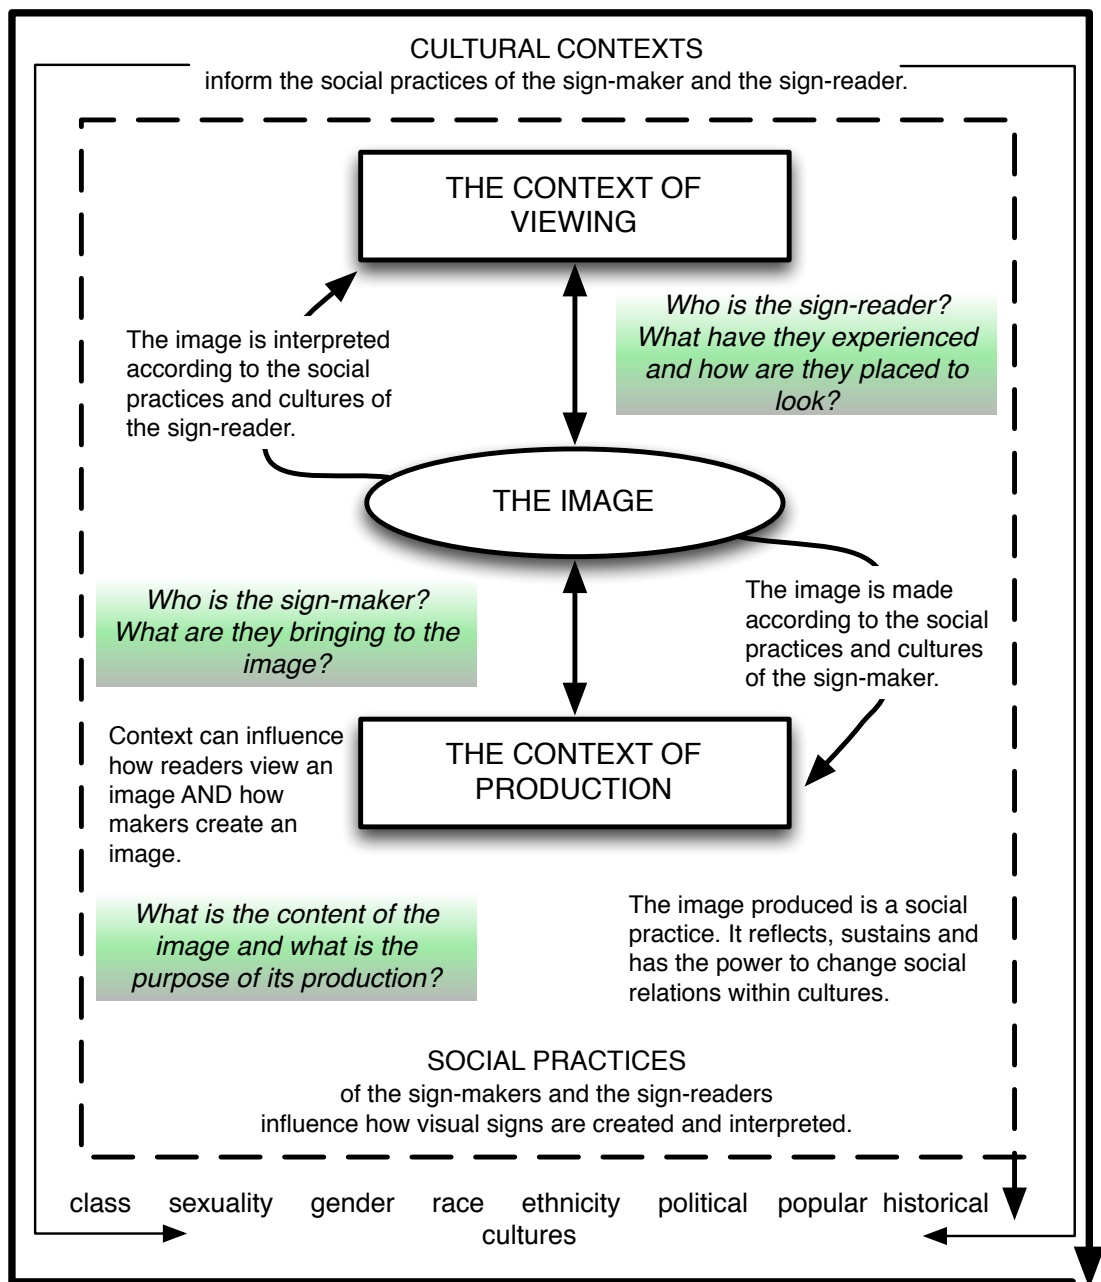 CULTURAL CONTEXTS
inform the social practices of the sign-maker and the sign-reader.
THE CONTEXT OF
VIEWING
Who is the sign-reader?
What have they experienced
and how are they placed to
look?
The image is interpreted
according to the social
practices and cultures of
the sign-reader.
THE IMAGE
Who is the sign-maker?
What are they bringing to the
image?
The image is made
according to the social
practices and cultures
of the sign-maker.
THE CONTEXT OF
PRODUCTION
Context can influence
how readers view an
image AND how
makers create an
image.
What is the content of the
image and what is the
purpose of its production?
The image produced is a social
practice. It reflects, sustains and
has the power to change social
relations within cultures.
SOCIAL PRACTICES
of the sign-makers and the sign-readers
influence how visual signs are created and interpreted.
class sexuality gender race ethnicity political popular historical
cultures